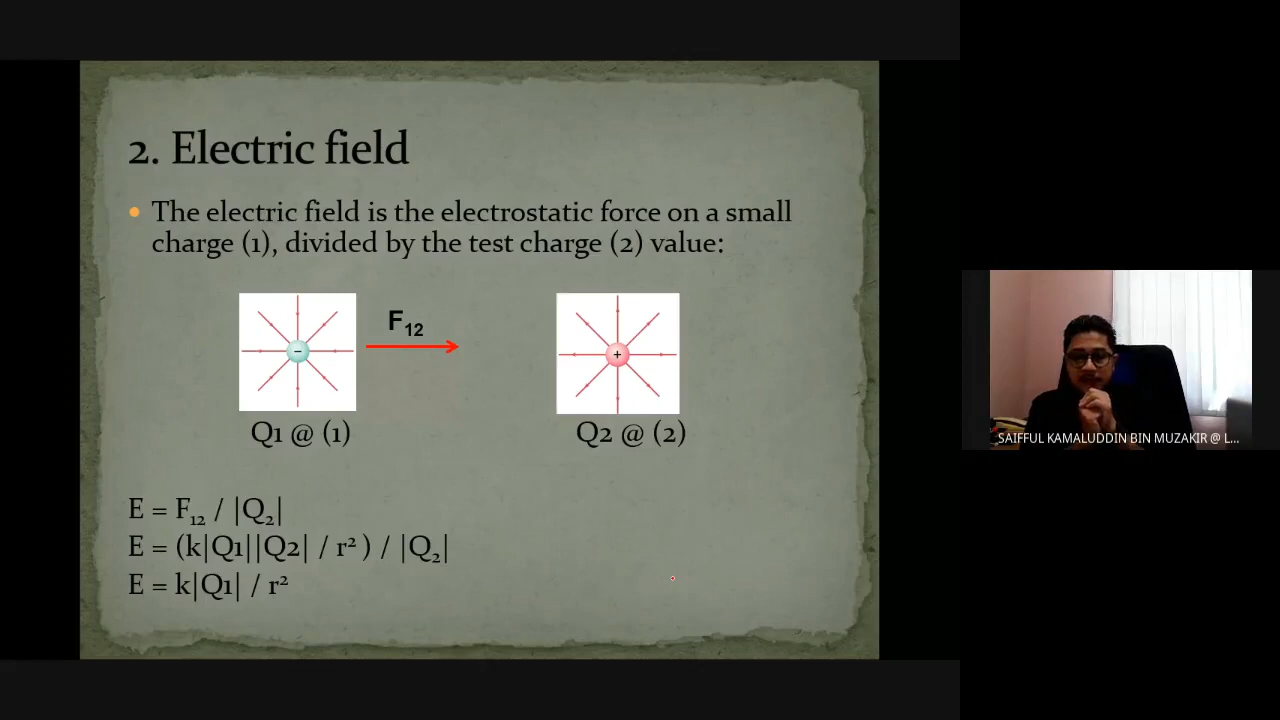 2. Electric field
• The electric field is the electrostatic force on a small
charge (1), divided by the test charge (2) value:
F₁₂
−
+
Q1 @ (1)
Q2 @ (2)
E = F₁₂ / |Q₂|
E = (k|Q1||Q2| / r² ) / |Q₂|
E = k|Q1| / r²
SAIFFUL KAMALUDDIN BIN MUZAKIR @ L...